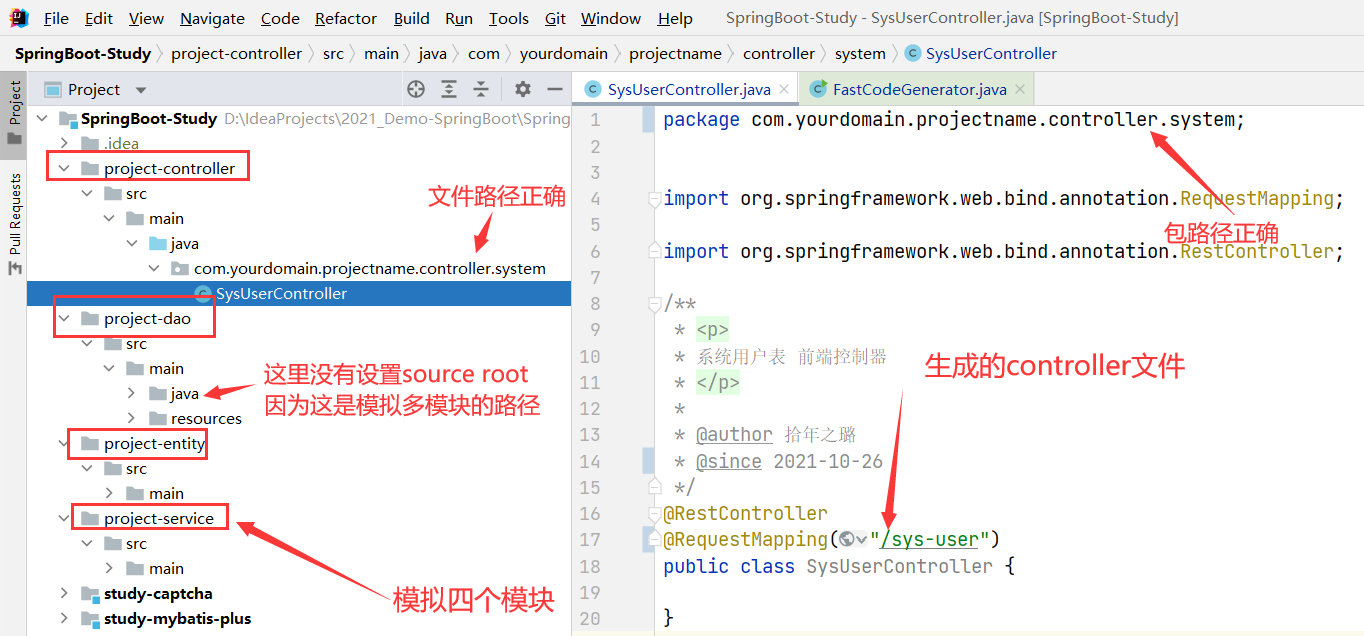 File Edit View Navigate Code Refactor Build Run Tools Git Window Help SpringBoot-Study - SysUserController.java [SpringBoot-Study]
SpringBoot-Study project-controller src main java com yourdomain projectname controller system SysUserController
Project
Pull Requests
Project
SpringBoot-Study D:\IdeaProjects\2021_Demo-SpringBoot\Spring
.idea
project-controller
src
main
java
com.yourdomain.projectname.controller.system
SysUserController
project-dao
src
main
java
resources
project-entity
src
main
project-service
src
main
study-captcha
study-mybatis-plus
文件路径正确
这里没有设置source root
因为这是模拟多模块的路径
模拟四个模块
SysUserController.java FastCodeGenerator.java
1 package com.yourdomain.projectname.controller.system;
2
3
4 import org.springframework.web.bind.annotation.RequestMapping;
5
包路径正确
6 import org.springframework.web.bind.annotation.RestController;
7
8 /**
9 * <p>
10 * 系统用户表 前端控制器
11 * </p>
12 *
13 * @author 拾年之璐
14 * @since 2021-10-26
15 */
16 @RestController
17 @RequestMapping("/sys-user")
18 public class SysUserController {
19
20 }
生成的controller文件